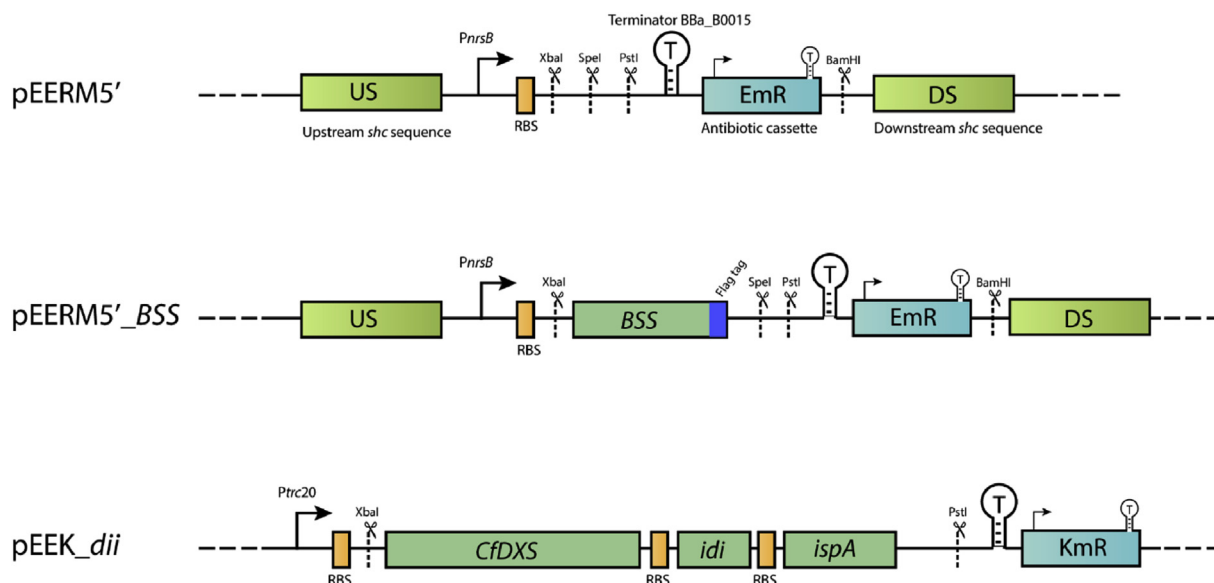 Terminator BBa_B0015
PnrsB
XbaI
SpeI
PstI
T
T
BamHI
pEERM5’
US
EmR
DS
RBS
Upstream shc sequence
Antibiotic cassette
Downstream shc sequence
PnrsB
XbaI
Flag tag
SpeI
PstI
T
T
BamHI
pEERM5’_BSS
US
BSS
EmR
DS
RBS
Ptrc20
XbaI
PstI
T
T
pEEK_dii
CfDXS
idi
ispA
KmR
RBS
RBS
RBS